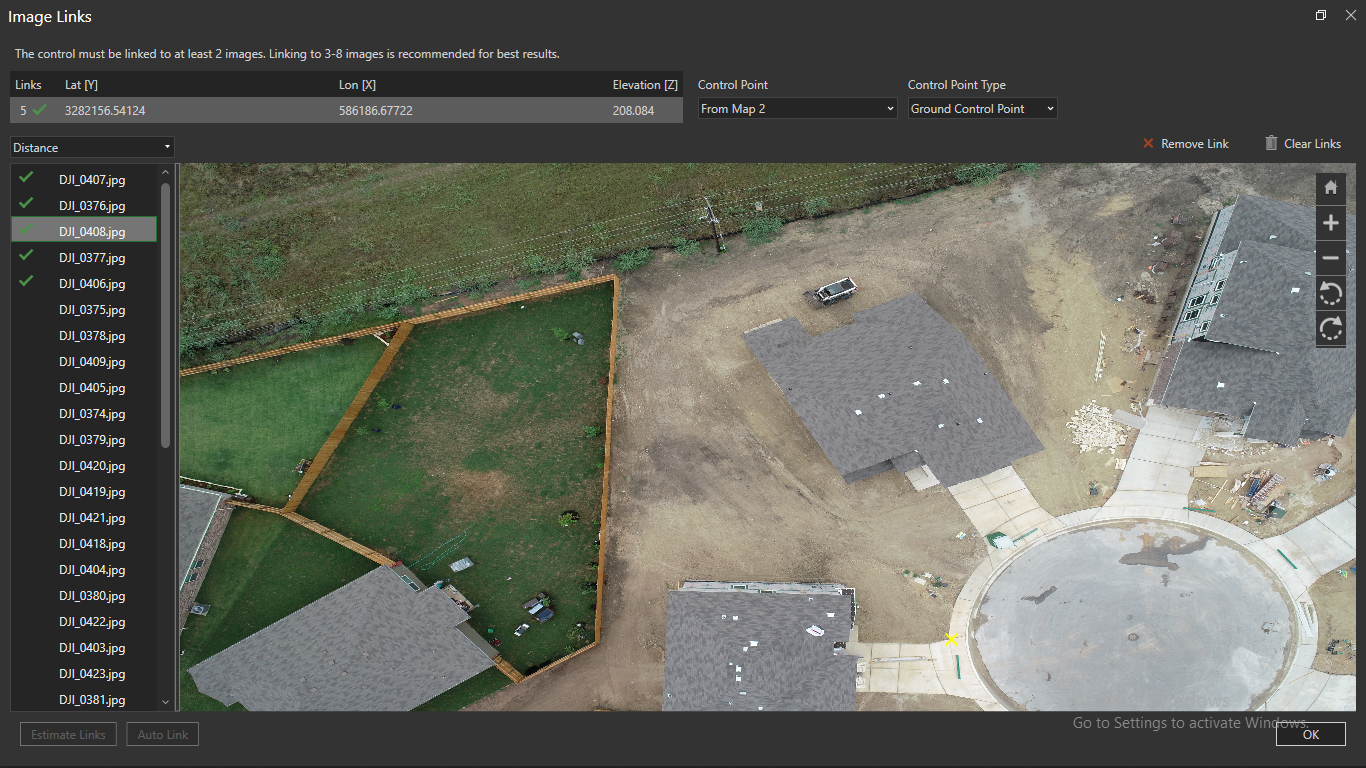 Image Links
The control must be linked to at least 2 images. Linking to 3-8 images is recommended for best results.
Links Lat [Y] Lon [X] Elevation [Z] Control Point Control Point Type
5 3282156.54124 586186.67722 208.084 From Map 2 Ground Control Point
Distance Remove Link Clear Links
DJI_0407.jpg
DJI_0376.jpg
DJI_0408.jpg
DJI_0377.jpg
DJI_0406.jpg
DJI_0375.jpg
DJI_0378.jpg
DJI_0409.jpg
DJI_0405.jpg
DJI_0374.jpg
DJI_0379.jpg
DJI_0420.jpg
DJI_0419.jpg
DJI_0421.jpg
DJI_0418.jpg
DJI_0404.jpg
DJI_0380.jpg
DJI_0422.jpg
DJI_0403.jpg
DJI_0423.jpg
DJI_0381.jpg
Go to Settings to activate Windows.
Estimate Links Auto Link OK